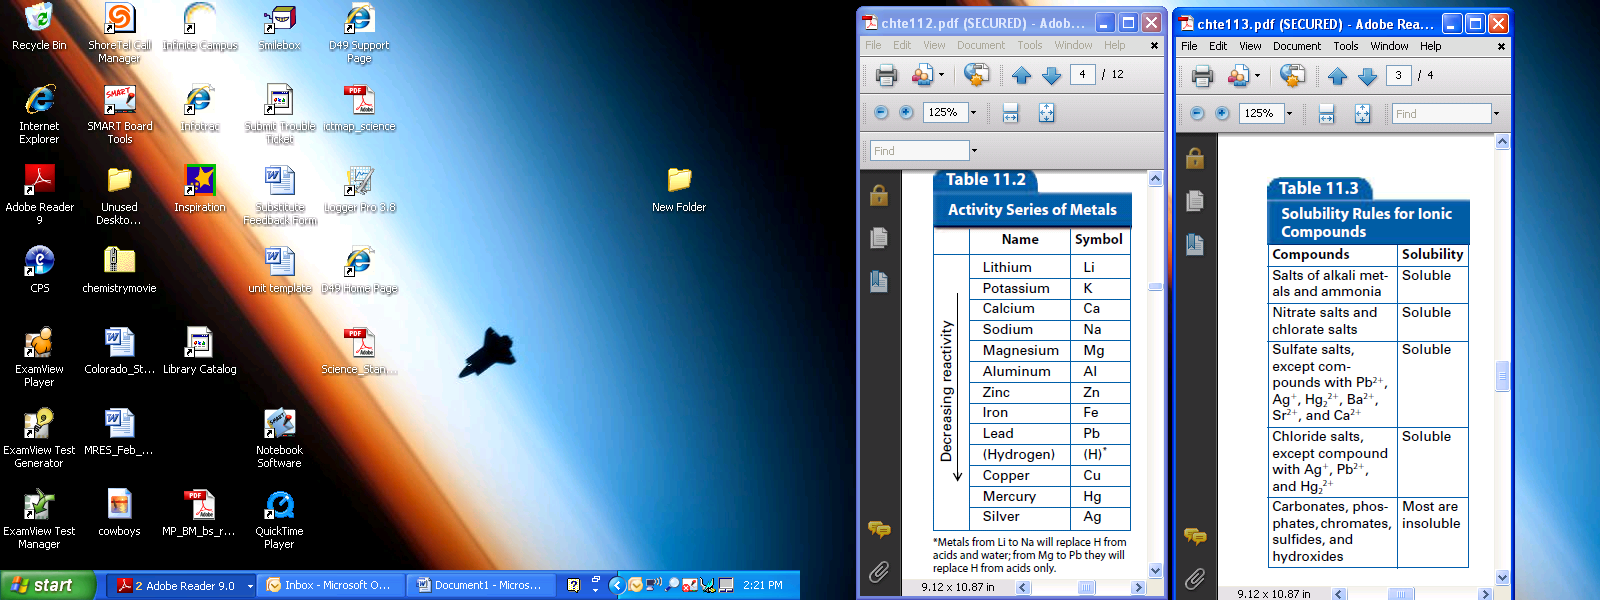 Recycle Bin
ShoreTel Call
Manager
Infinite Campus
Smilebox
D49 Support
Page
Internet
Explorer
SMART
SMART Board
Tools
Infotrac
Submit Trouble
Ticket
PDF
Adobe
ictmap_science
Adobe Reader
9
Unused
Deskto...
Inspiration
Substitute
Feedback Form
Logger Pro 3.8
New Folder
CPS
chemistrymovie
unit template
D49 Home Page
ExamView
Player
Colorado_St...
Library Catalog
PDF
Adobe
Science_Stan...
ExamView Test
Generator
MRES_Feb_...
SMART
Notebook
Software
ExamView Test
Manager
cowboys
PDF
Adobe
MP_BM_bs_r...
QuickTime
Player
start
2 Adobe Reader 9.0
Inbox - Microsoft O...
Document1 - Micros...
2:21 PM
chte112.pdf (SECURED) - Adob...
File Edit View Document Tools Window Help
4 / 12
125%
Find
Table 11.2
Activity Series of Metals
Name Symbol
Decreasing reactivity
Lithium Li
Potassium K
Calcium Ca
Sodium Na
Magnesium Mg
Aluminum Al
Zinc Zn
Iron Fe
Lead Pb
(Hydrogen) (H)*
Copper Cu
Mercury Hg
Silver Ag
*Metals from Li to Na will replace H from
acids and water; from Mg to Pb they will
replace H from acids only.
9.12 x 10.87 in
chte113.pdf (SECURED) - Adobe Rea...
File Edit View Document Tools Window Help
3 / 4
125%
Find
Table 11.3
Solubility Rules for Ionic
Compounds
Compounds Solubility
Salts of alkali met- Soluble
als and ammonia
Nitrate salts and Soluble
chlorate salts
Sulfate salts, Soluble
except com-
pounds with Pb²⁺,
Ag⁺, Hg₂²⁺, Ba²⁺,
Sr²⁺, and Ca²⁺
Chloride salts, Soluble
except compound
with Ag⁺, Pb²⁺,
and Hg₂²⁺
Carbonates, phos- Most are
phates, chromates, insoluble
sulfides, and
hydroxides
9.12 x 10.87 in